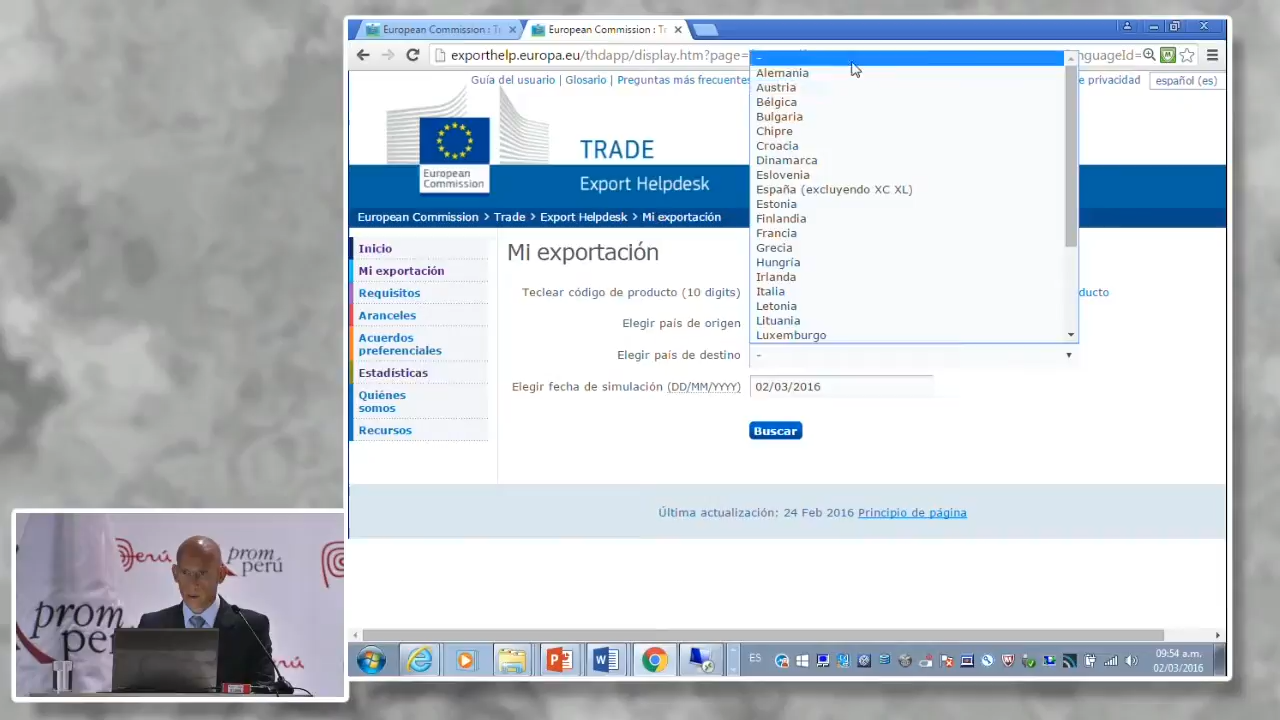 European Commission : T
European Commission : T
exporthelp.europa.eu/thdapp/display.htm?page=
nguageId=
Guía del usuario | Glosario | Preguntas más frecuentes
e privacidad
español (es)
European
Commission
TRADE
Export Helpdesk
European Commission > Trade > Export Helpdesk > Mi exportación
Inicio
Mi exportación
Requisitos
Aranceles
Acuerdos
preferenciales
Estadísticas
Quiénes
somos
Recursos
Mi exportación
Teclear código de producto (10 digits)
ducto
Elegir país de origen
Elegir país de destino
-
Elegir fecha de simulación (DD/MM/YYYY)
02/03/2016
Buscar
-
Alemania
Austria
Bélgica
Bulgaria
Chipre
Croacia
Dinamarca
Eslovenia
España (excluyendo XC XL)
Estonia
Finlandia
Francia
Grecia
Hungría
Irlanda
Italia
Letonia
Lituania
Luxemburgo
Última actualización: 24 Feb 2016 Principio de página
ES
09:54 a.m.
02/03/2016
Perú
prom
perú
prom
pe